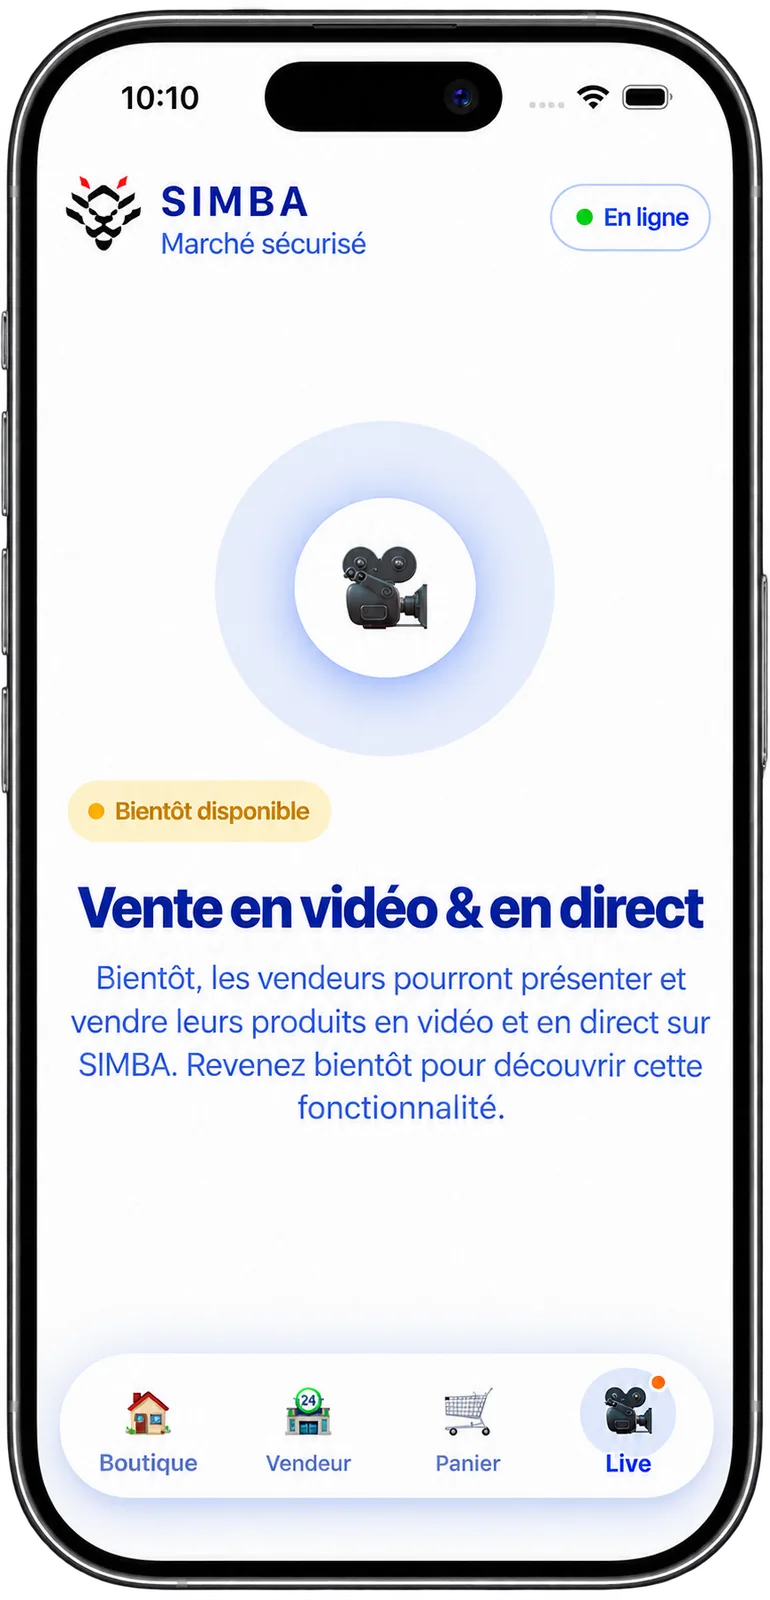 10:10
SIMBA
Marché sécurisé
En ligne
Bientôt disponible
Vente en vidéo & en direct
Bientôt, les vendeurs pourront présenter et
vendre leurs produits en vidéo et en direct sur
SIMBA. Revenez bientôt pour découvrir cette
fonctionnalité.
24
Boutique
Vendeur
Panier
Live